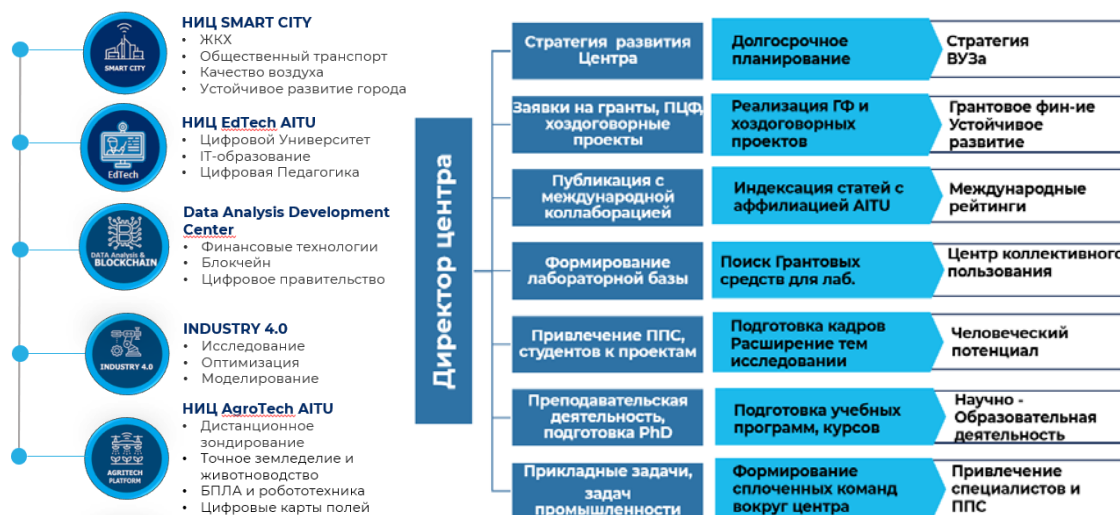 НИЦ SMART CITY
• ЖКХ
• Общественный транспорт
• Качество воздуха
• Устойчивое развитие города
SMART CITY
НИЦ EdTech AITU
• Цифровой Университет
• IT-образование
• Цифровая Педагогика
EdTech
Data Analysis Development
Center
• Финансовые технологии
• Блокчейн
• Цифровое правительство
DATA Analysis &
BLOCKCHAIN
INDUSTRY 4.0
• Исследование
• Оптимизация
• Моделирование
INDUSTRY 4.0
НИЦ AgroTech AITU
• Дистанционное
зондирование
• Точное земледелие и
животноводство
• БПЛА и робототехника
• Цифровые карты полей
AGRITECH
PLATFORM
Директор центра
Стратегия развития
Центра
Долгосрочное
планирование
Стратегия
ВУЗа
Заявки на гранты, ПЦФ,
хоздоговорные
проекты
Реализация ГФ и
хоздоговорных
проектов
Грантовое фин-ие
Устойчивое
развитие
Публикация с
международной
коллаборацией
Индексация статей с
аффилиацией AITU
Международные
рейтинги
Формирование
лабораторной базы
Поиск Грантовых
средств для лаб.
Центр коллективного
пользования
Привлечение ППС,
студентов к проектам
Подготовка кадров
Расширение тем
исследовании
Человеческий
потенциал
Преподавательская
деятельность,
подготовка PhD
Подготовка учебных
программ, курсов
Научно -
Образовательная
деятельность
Прикладные задачи,
задач
промышленности
Формирование
сплоченных команд
вокруг центра
Привлечение
специалистов и
ППС